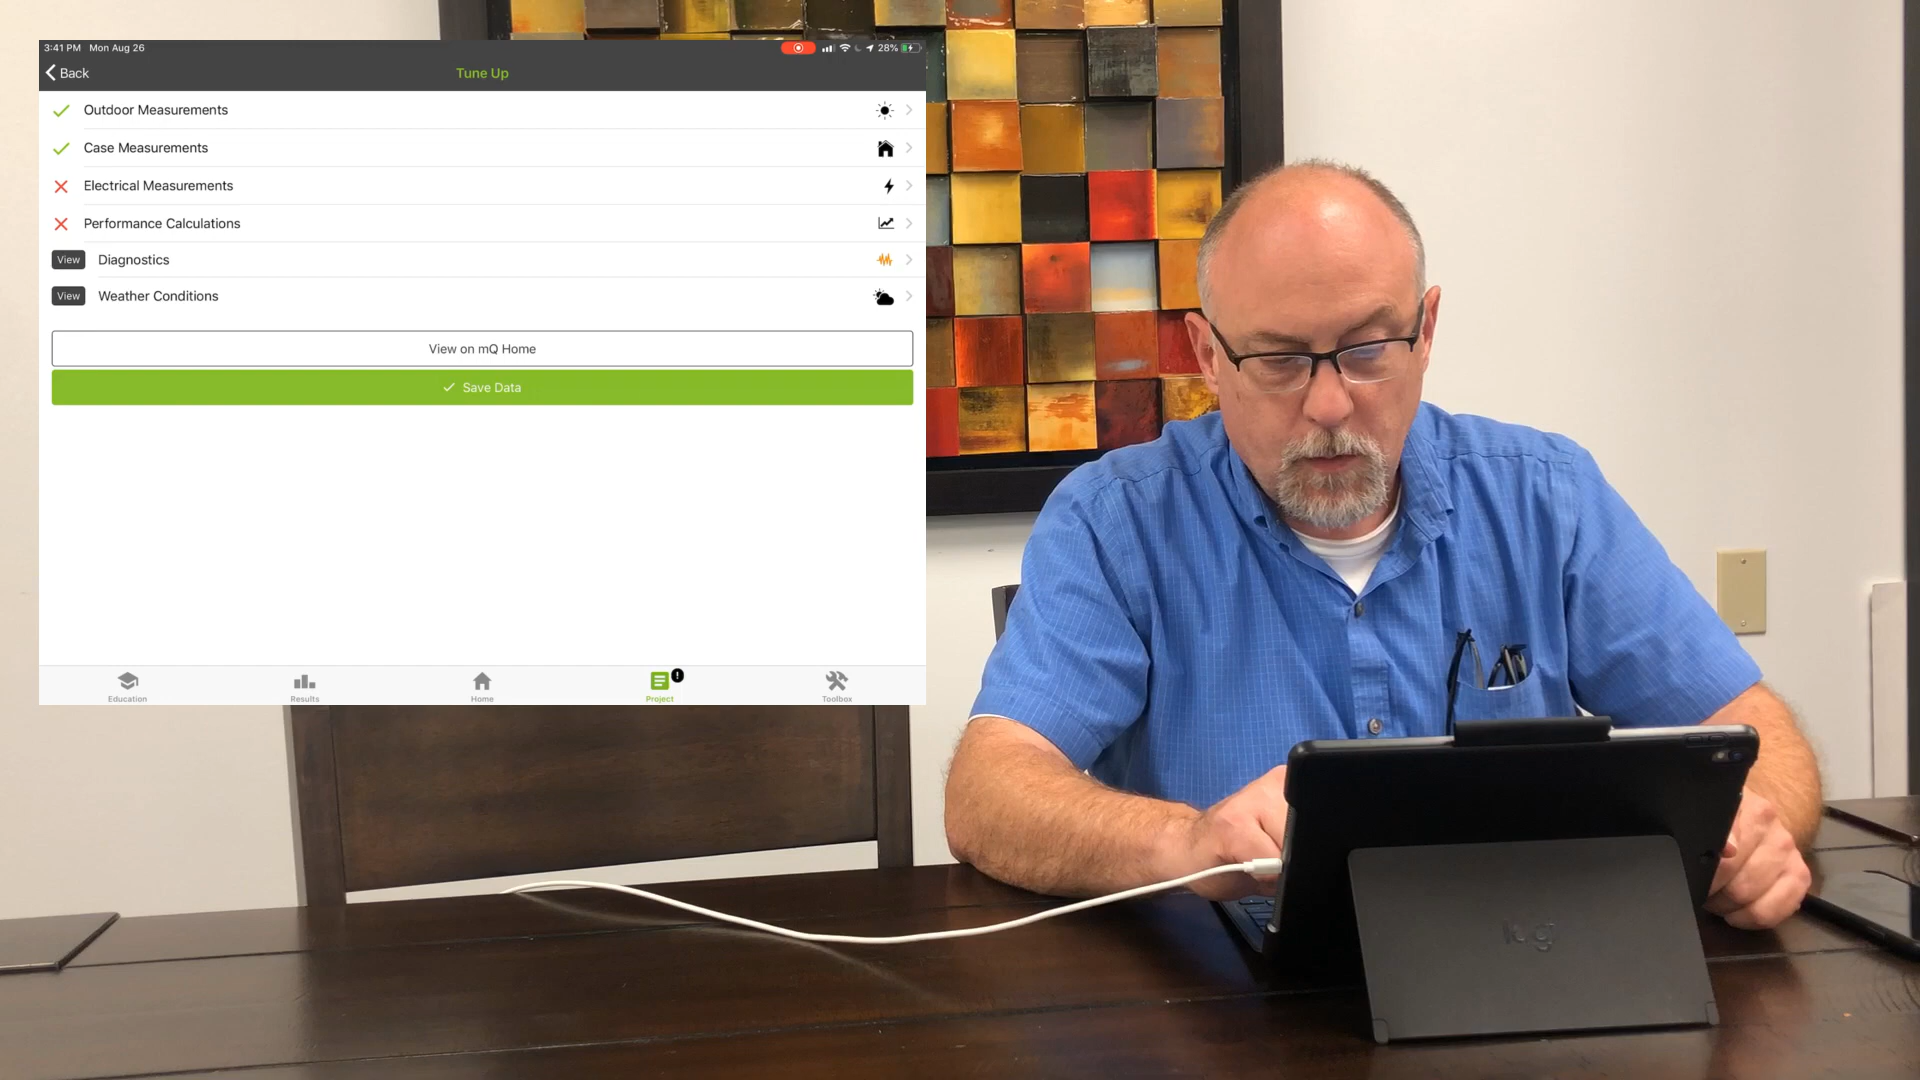 3:41 PM Mon Aug 26
28%
Back
Tune Up
Outdoor Measurements
Case Measurements
Electrical Measurements
Performance Calculations
View Diagnostics
View Weather Conditions
View on mQ Home
Save Data
Education
Results
Home
Project
Toolbox